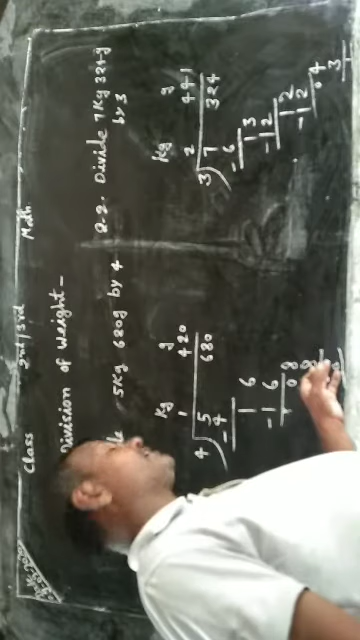 Class 2nd/3rd Math
Division of weight-
5Kg 680g by 4
Kg g
1 420
4 5 680
-4
1 6
-1 6
0 8
8
Q.2. Divide 7Kg 324g
by 3
Kg g
2 441
3 7 324
-6
1 3
-1 2
1 2
-1 2
0 4
3